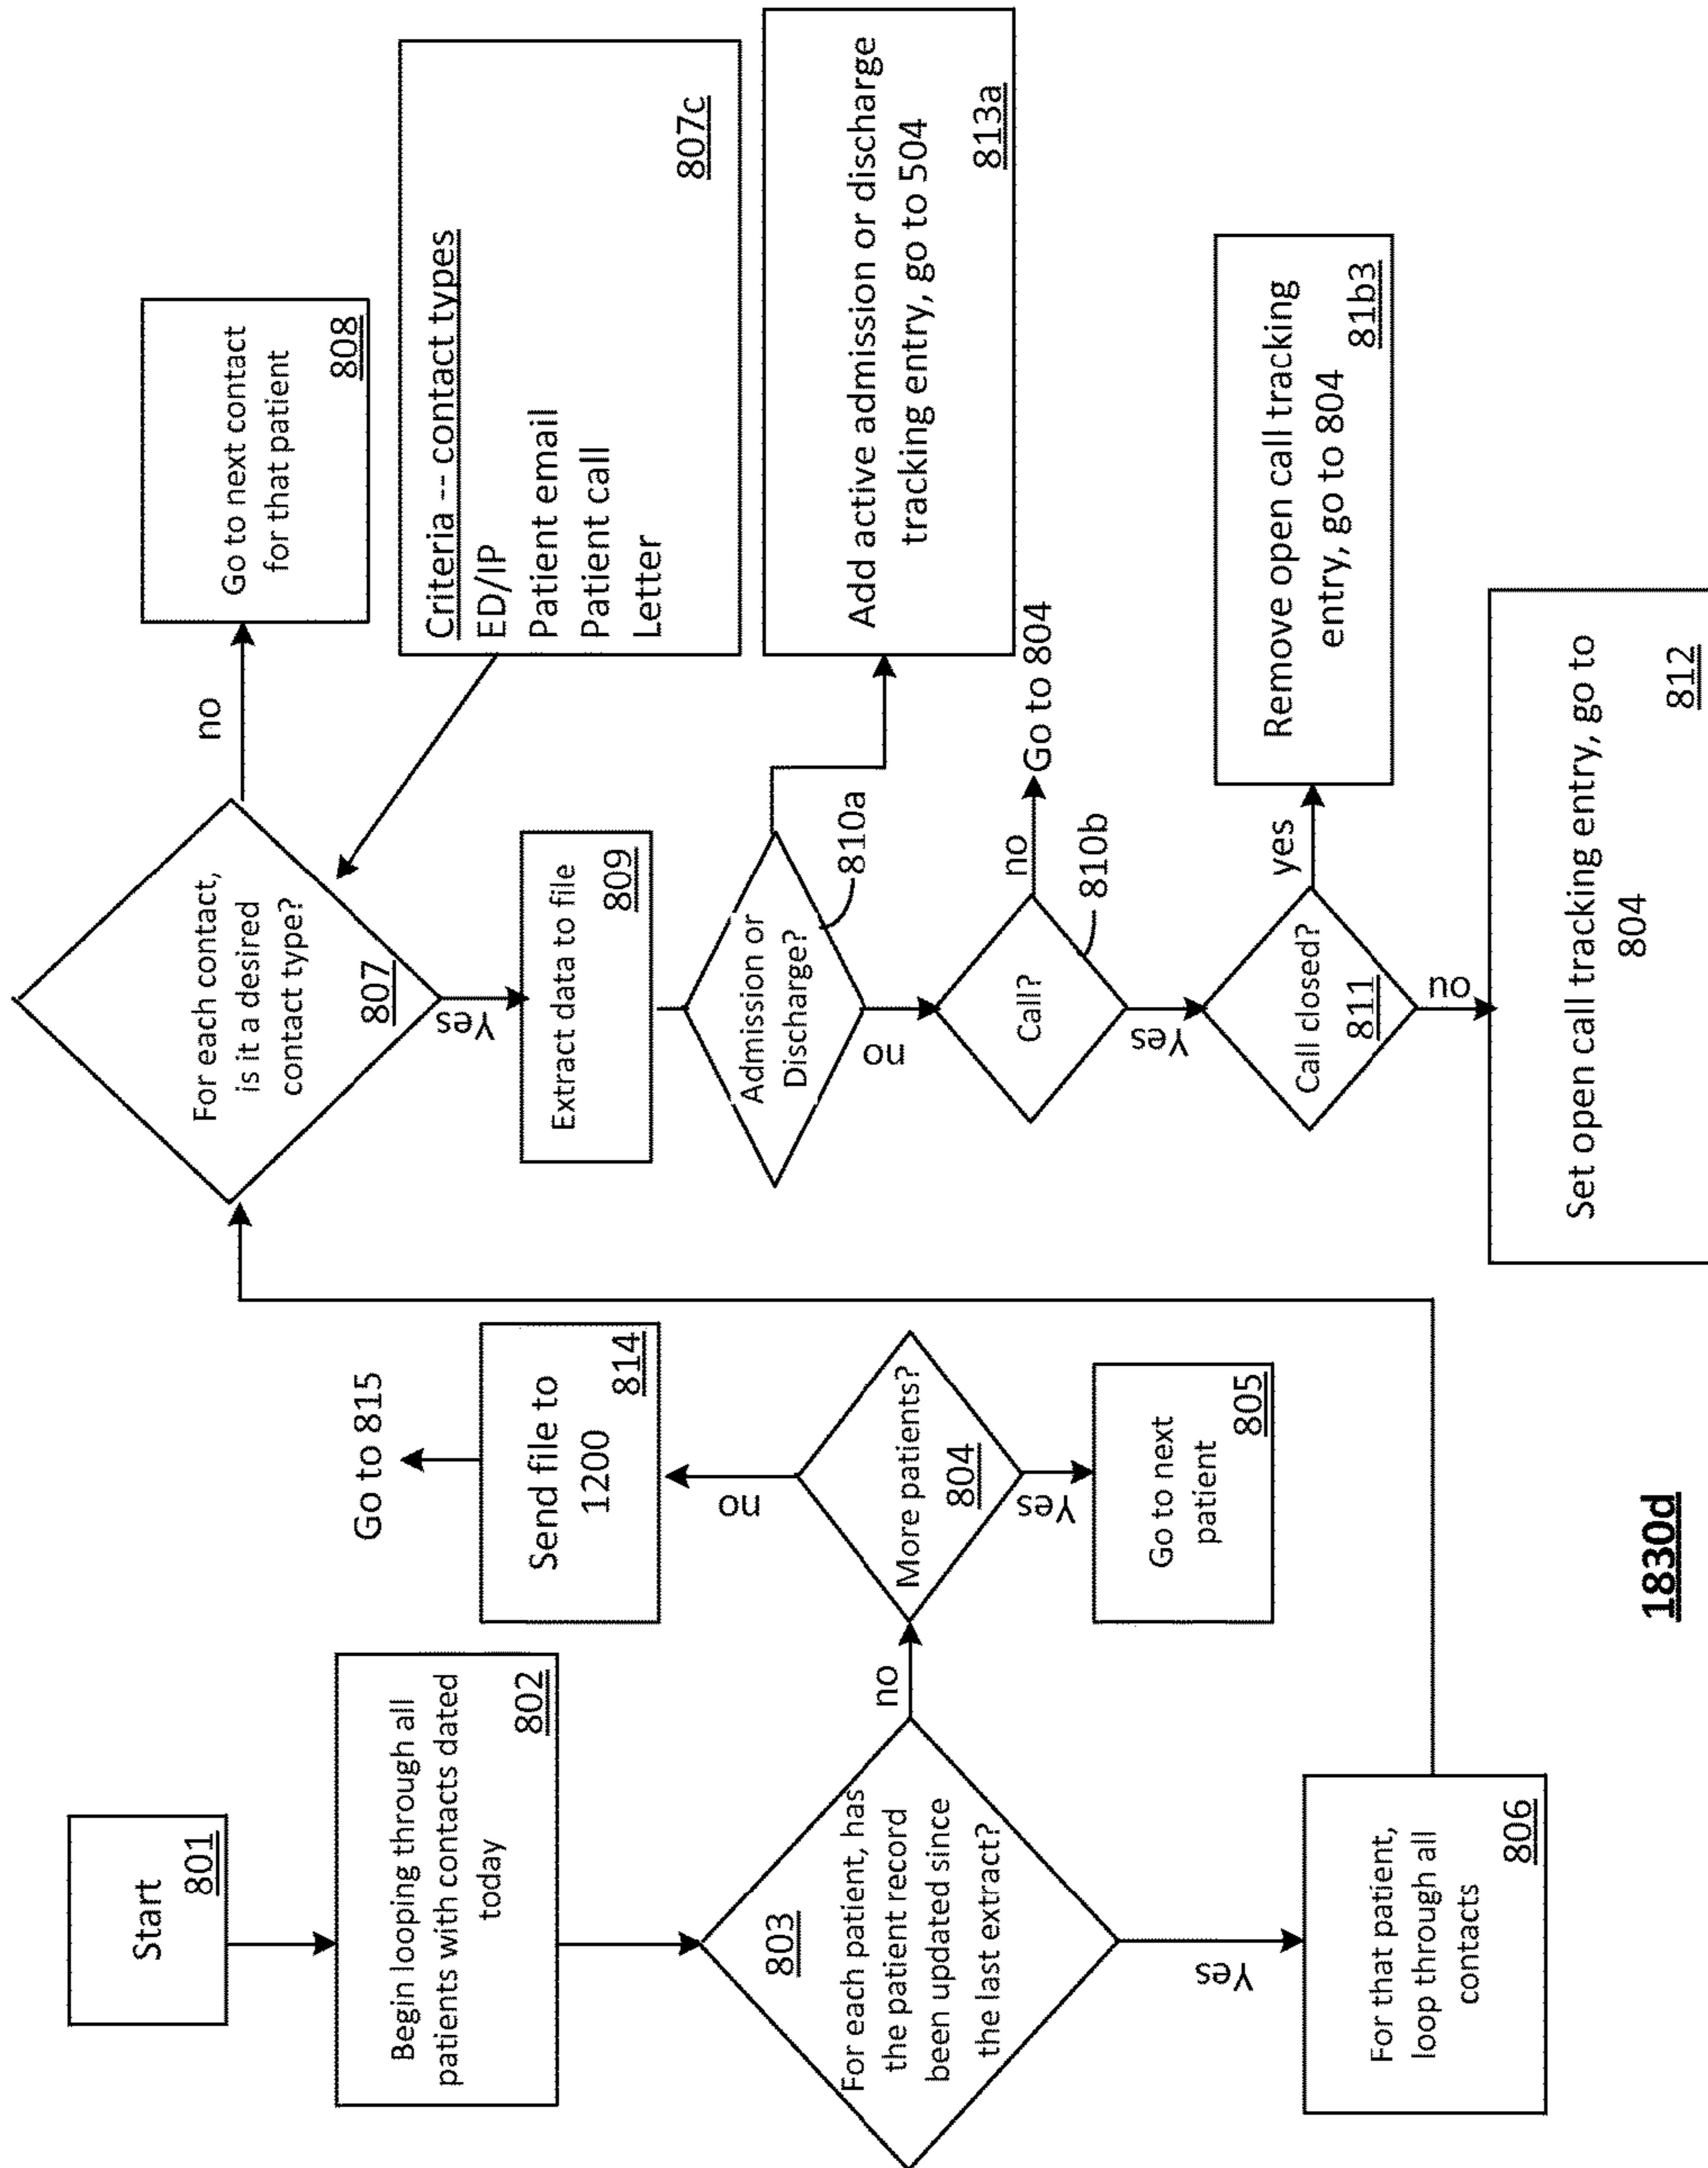 Start
801
Begin looping through all
patients with contacts dated
today
802
803
For each patient, has
the patient record
been updated since
the last extract?
no
Yes
For that patient,
loop through all
contacts
806
More patients?
804
no
Yes
Send file to
1200
814
Go to 815
Go to next
patient
805
For each contact,
is it a desired
contact type?
807
no
Yes
Go to next contact
for that patient
808
Criteria -- contact types
ED/IP
Patient email
Patient call
Letter
807c
Extract data to file
809
Admission or
Discharge?
810a
no
Add active admission or discharge
tracking entry, go to 504
813a
Call?
810b
no
Go to 804
Yes
Call closed?
811
yes
no
Remove open call tracking
entry, go to 804
81b3
Set open call tracking entry, go to
804
812
1830d